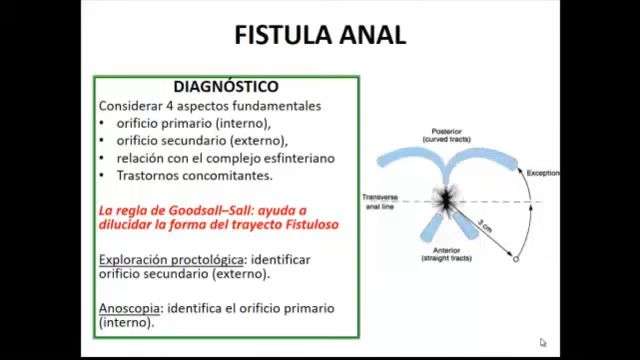 FISTULA ANAL
DIAGNÓSTICO
Considerar 4 aspectos fundamentales
• orificio primario (interno),
• orificio secundario (externo),
• relación con el complejo esfinteriano
• Trastornos concomitantes.
La regla de Goodsall–Sall: ayuda a
dilucidar la forma del trayecto Fistuloso
Exploración proctológica: identificar
orificio secundario (externo).
Anoscopia: identifica el orificio primario
(interno).
Posterior
(curved tracts)
Exception
Transverse
anal line
3 cm
Anterior
(straight tracts)